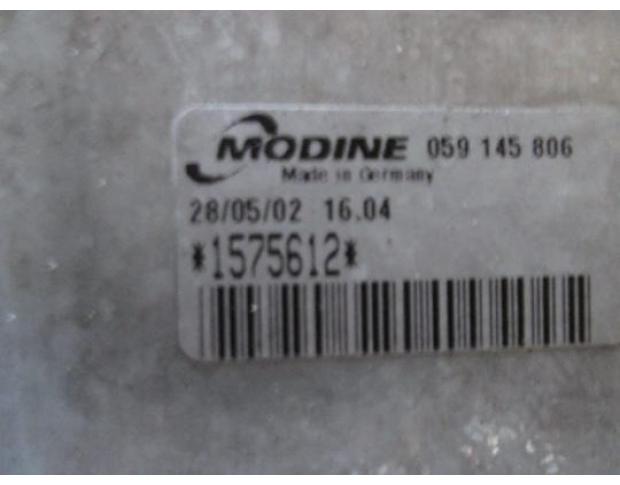 MODINE 059 145 806
Made in Germany
28/05/02 16.04
*1575612*